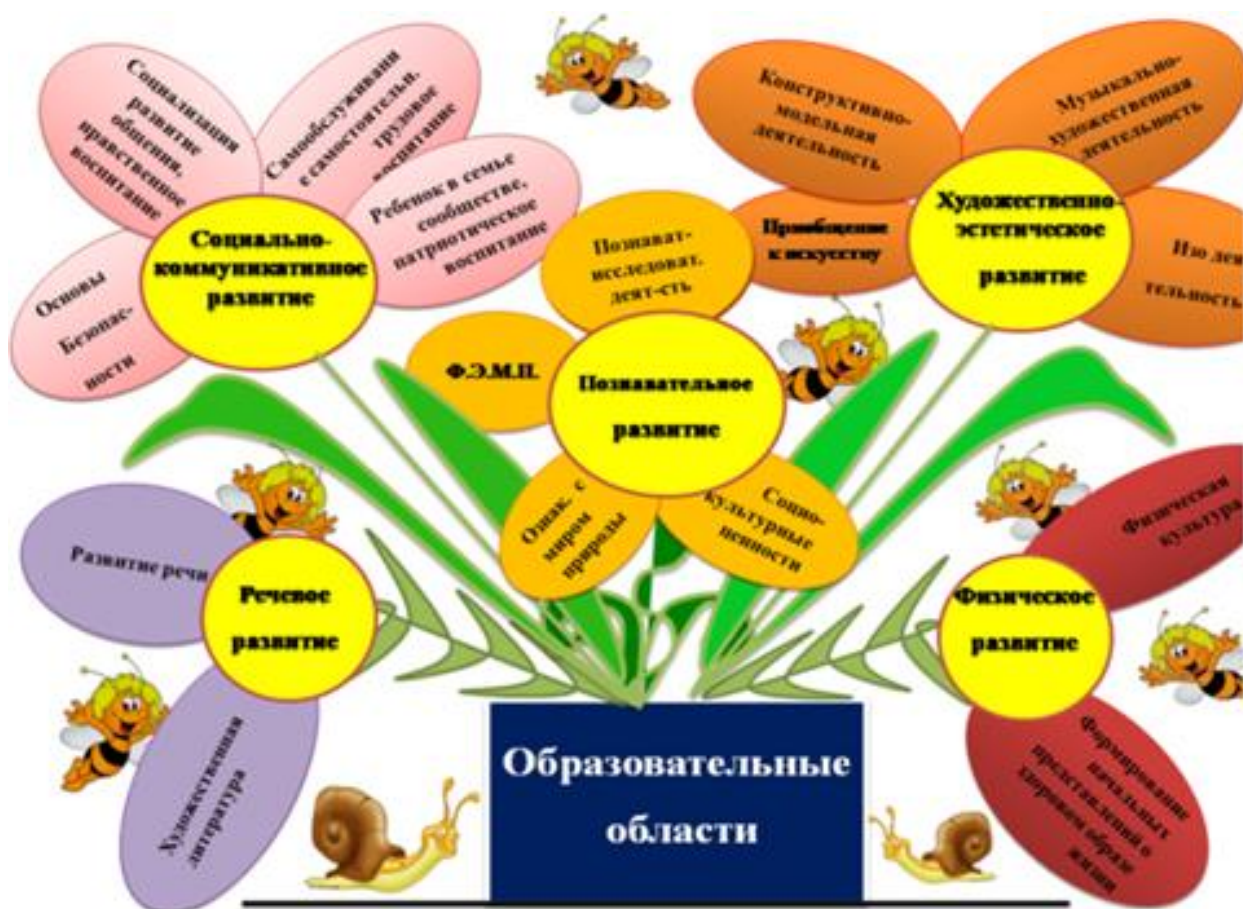 Социализация
развитие
общения,
нравственное
воспитание
Самообслуживани
е самостоятельн.
трудовое
воспитание
Ребенок в семье
сообществе,
патриотическое
воспитание
Основы
Безопас-
ности
Социально-
коммуникативное
развитие
Познават-
исследоват.
деят-сть
Ф.Э.М.П.
Познавательное
развитие
Ознак. с
миром
природы
Социо-
культурные
ценности
Конструктивно-
модельная
деятельность
Музыкально-
художественная
деятельность
Приобщение
к искусству
Художественно-
эстетическое
развитие
Изо дея
тельность
Развитие речи
Речевое
развитие
Художественная
литература
Физическая
культура
Физическое
развитие
Формирование
начальных
представлений о
здоровом образе
жизни
Образовательные
области